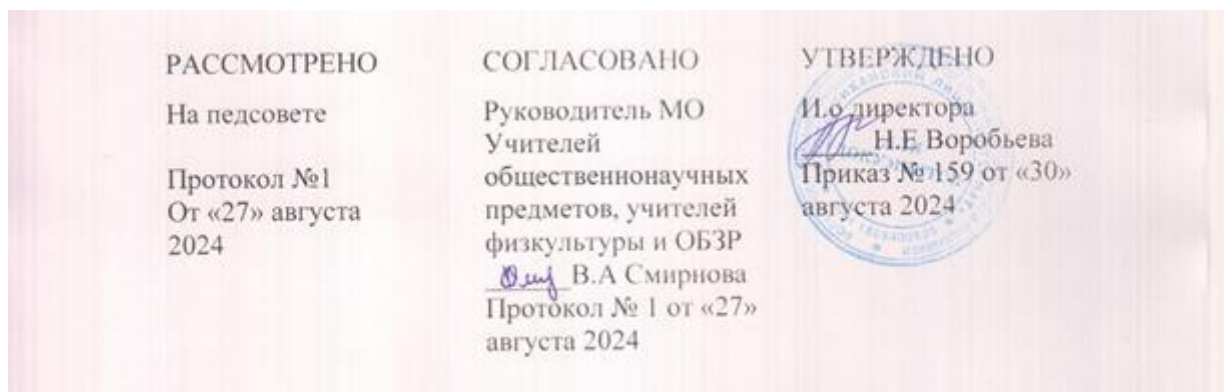 РАССМОТРЕНО
На педсовете
Протокол №1
От «27» августа
2024
СОГЛАСОВАНО
Руководитель МО
Учителей
общественнонаучных
предметов, учителей
физкультуры и ОБЗР
В.А Смирнова
Протокол № 1 от «27»
августа 2024
УТВЕРЖДЕНО
И.о директора
Н.Е Воробьева
Приказ № 159 от «30»
августа 2024